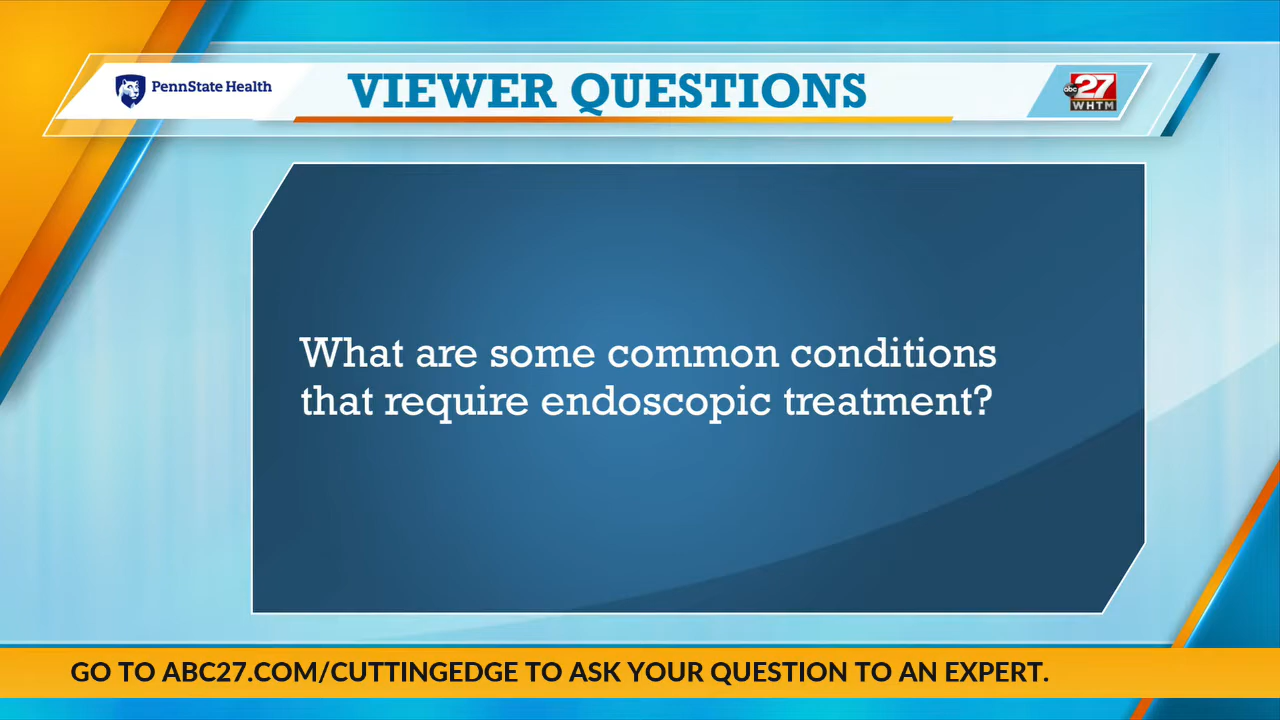 PennState Health
VIEWER QUESTIONS
abc 27
WHTM
What are some common conditions
that require endoscopic treatment?
GO TO ABC27.COM/CUTTINGEDGE TO ASK YOUR QUESTION TO AN EXPERT.